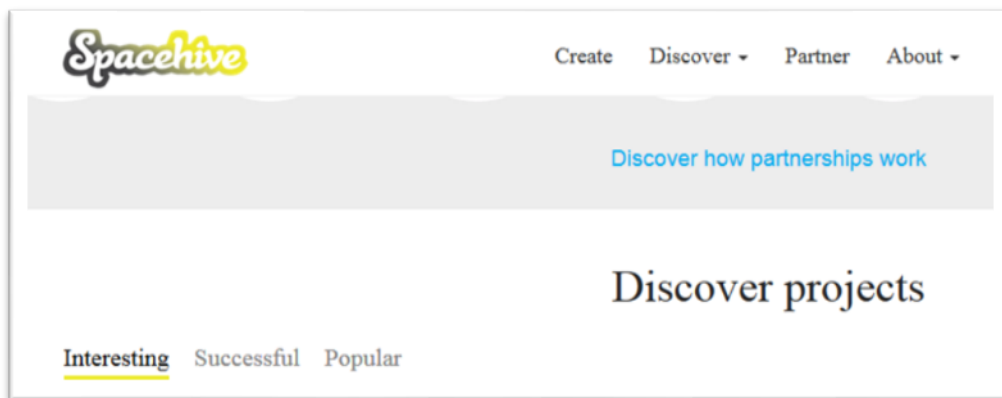 Spacehive
Create Discover Partner About
Discover how partnerships work
Discover projects
Interesting Successful Popular